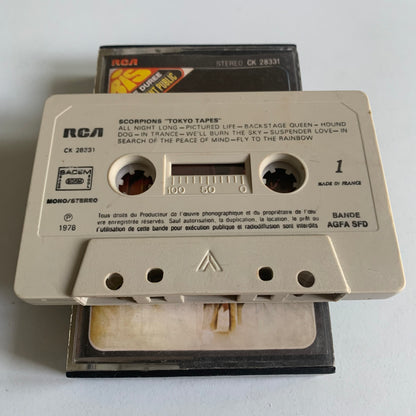 RCA
STEREO CK 28331
DUREE
PUBLIC
SCORPIONS "TOKYO TAPES"
RCA
ALL NIGHT LONG—PICTURED LIFE—BACKSTAGE QUEEN—HOUND
DOG—IN TRANCE—WE'LL BURN THE SKY—SUSPENDER LOVE—IN
SEARCH OF THE PEACE OF MIND—FLY TO THE RAINBOW
CK 28331
SACEM
1
100 50 0
MADE IN FRANCE
MONO/STEREO
Ⓟ
1978
Tous droits du Producteur de l'œuvre phonographique et du propriétaire de l'œu
vre enregistrée réservés. Sauf autorisation, la duplication, la location, le prêt ou
l'utilisation de cette bande pour exécution publique et radiodiffusion sont interdits
BANDE
AGFA SFD